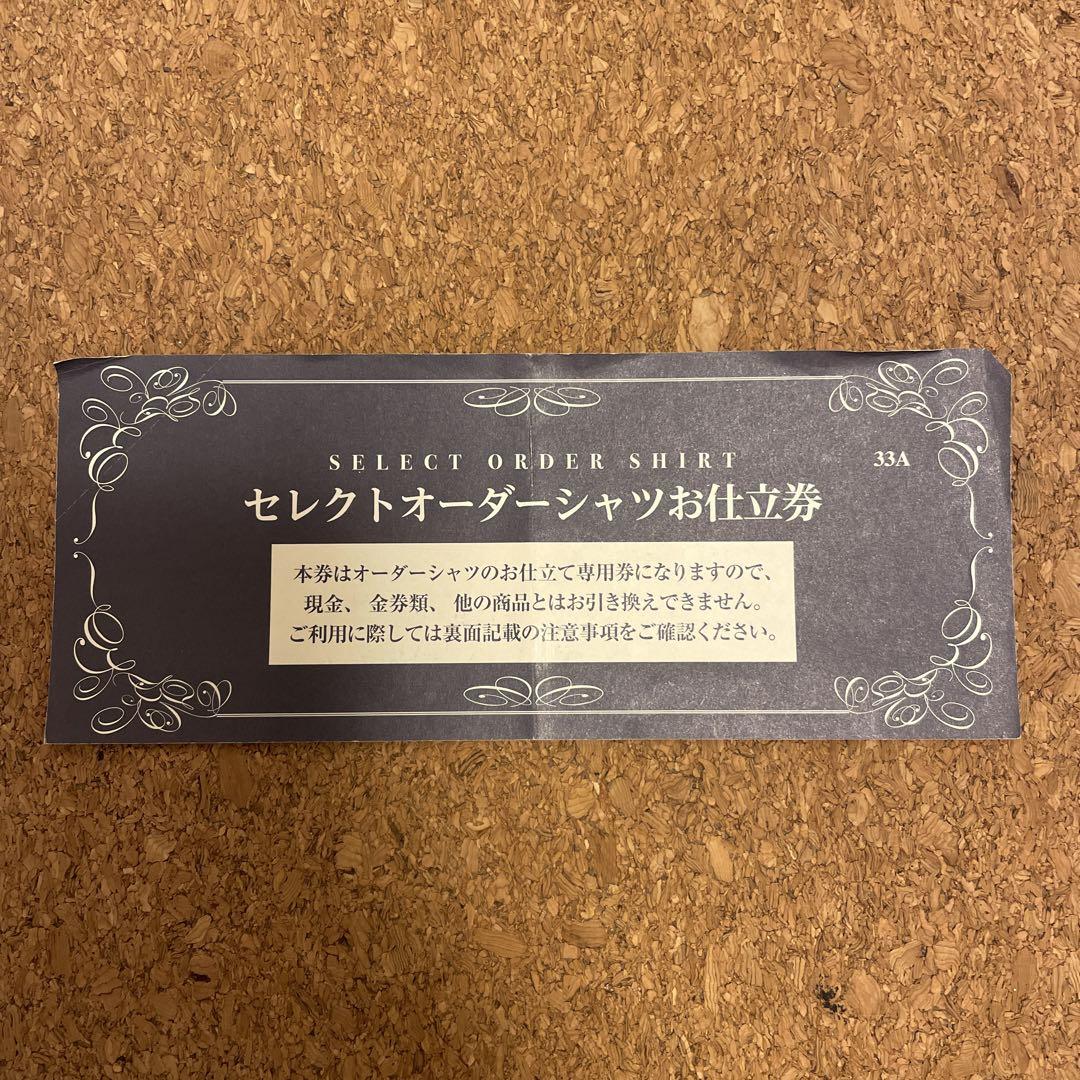 SELECT ORDER SHIRT 33A
セレクトオーダーシャツお仕立券
本券はオーダーシャツのお仕立て専用券になりますので、
現金、金券類、他の商品とはお引き換えできません。
ご利用に際しては裏面記載の注意事項をご確認ください。